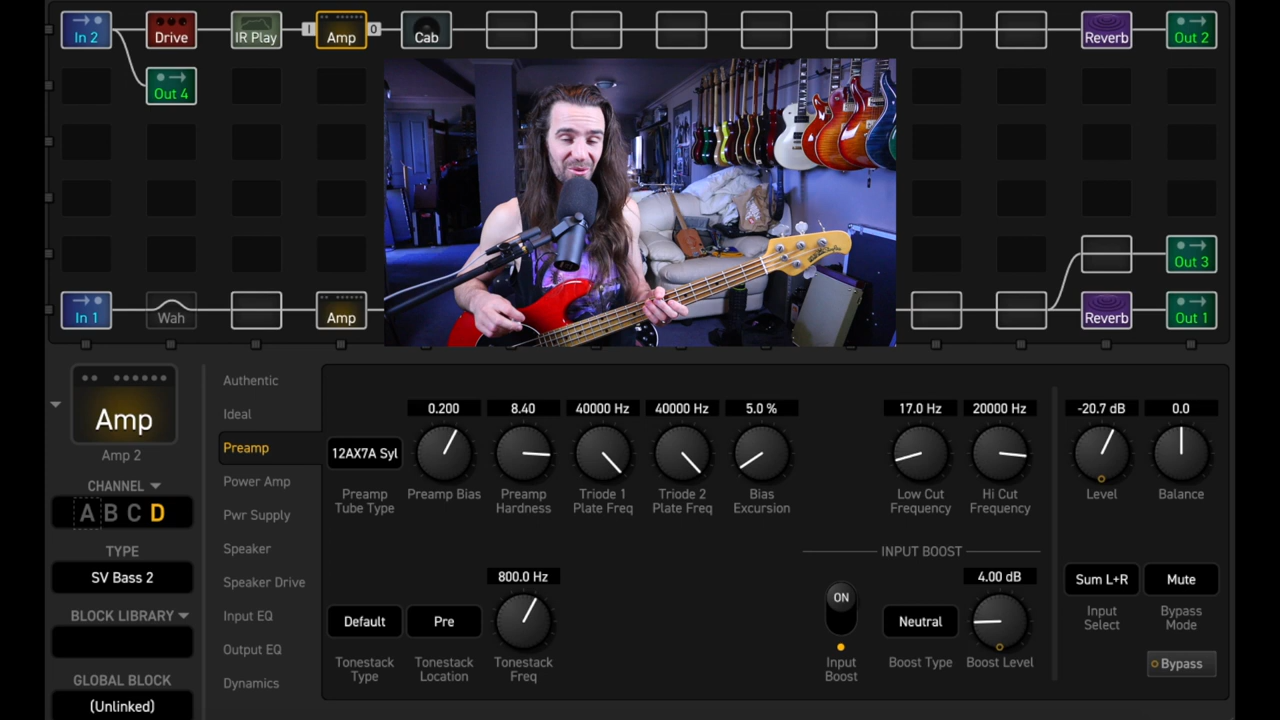 In 2
Drive
IR Play
I
Amp
O
Cab
Reverb
Out 2
Out 4
Out 3
In 1
Wah
Amp
Reverb
Out 1
Amp
Amp 2
CHANNEL
A B C D
TYPE
SV Bass 2
BLOCK LIBRARY
GLOBAL BLOCK
(Unlinked)
Authentic
Ideal
Preamp
Power Amp
Pwr Supply
Speaker
Speaker Drive
Input EQ
Output EQ
Dynamics
0.200
8.40
40000 Hz
40000 Hz
5.0 %
17.0 Hz
20000 Hz
-20.7 dB
0.0
12AX7A Syl
Preamp
Tube Type
Preamp Bias
Preamp
Hardness
Triode 1
Plate Freq
Triode 2
Plate Freq
Bias
Excursion
Low Cut
Frequency
Hi Cut
Frequency
Level
Balance
INPUT BOOST
800.0 Hz
4.00 dB
Default
Pre
ON
Neutral
Sum L+R
Mute
Tonestack
Type
Tonestack
Location
Tonestack
Freq
Input
Boost
Boost Type
Boost Level
Input
Select
Bypass
Mode
Bypass